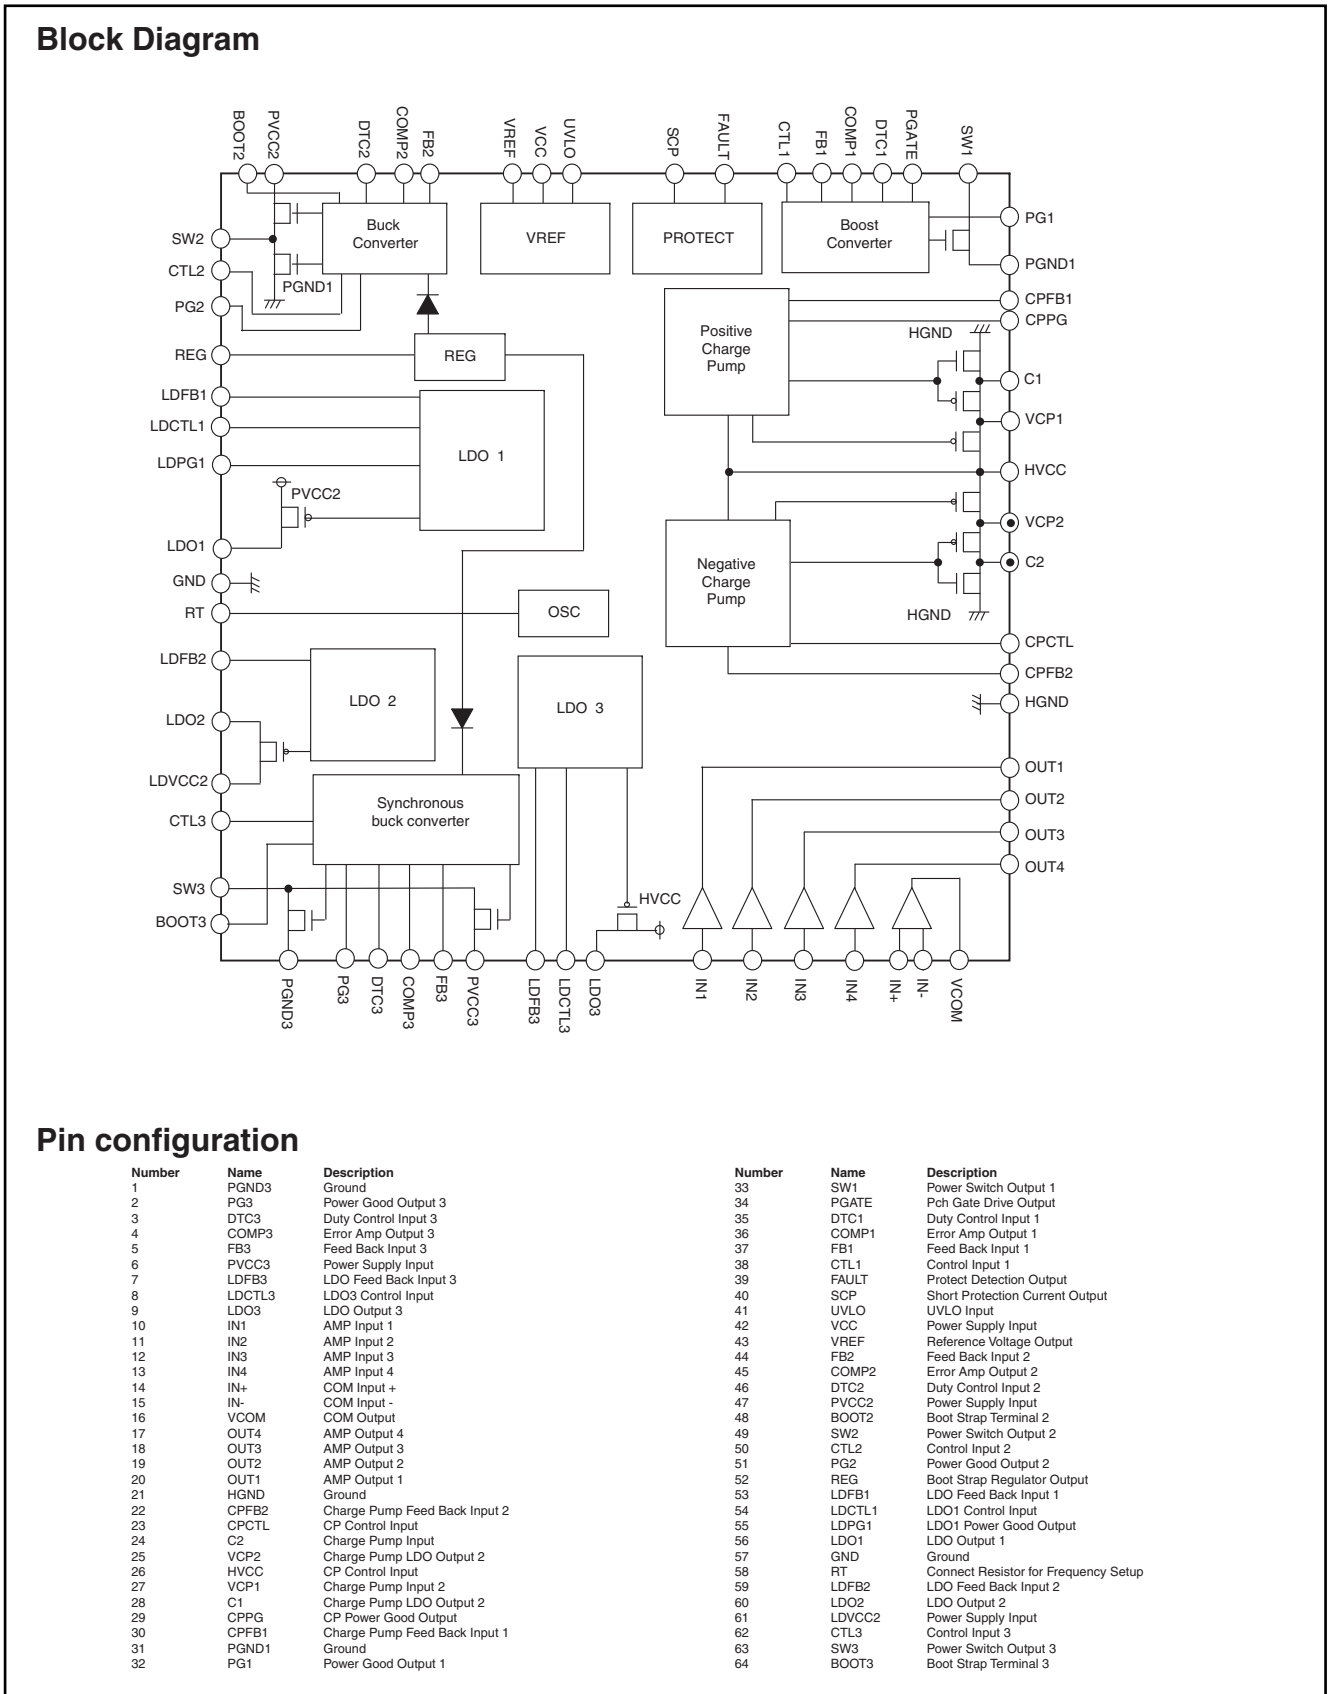 Block Diagram
BOOT2
PVCC2
DTC2
COMP2
FB2
VREF
VCC
UVLO
SCP
FAULT
CTL1
FB1
COMP1
DTC1
PGATE
SW1
Buck
Converter
VREF
PROTECT
Boost
Converter
PG1
SW2
CTL2
PGND1
PGND1
PG2
CPFB1
CPPG
Positive
Charge
Pump
HGND
REG
REG
C1
LDFB1
LDCTL1
VCP1
LDO 1
LDPG1
HVCC
PVCC2
VCP2
LDO1
Negative
Charge
Pump
C2
GND
RT
OSC
HGND
LDFB2
CPCTL
CPFB2
LDO 2
LDO 3
HGND
LDO2
LDVCC2
OUT1
Synchronous
buck converter
OUT2
CTL3
OUT3
OUT4
SW3
HVCC
BOOT3
PGND3
PG3
DTC3
COMP3
FB3
PVCC3
LDFB3
LDCTL3
LDO3
IN1
IN2
IN3
IN4
IN+
IN-
VCOM
Pin configuration
Number Name Description
1 PGND3 Ground
2 PG3 Power Good Output 3
3 DTC3 Duty Control Input 3
4 COMP3 Error Amp Output 3
5 FB3 Feed Back Input 3
6 PVCC3 Power Supply Input
7 LDFB3 LDO Feed Back Input 3
8 LDCTL3 LDO3 Control Input
9 LDO3 LDO Output 3
10 IN1 AMP Input 1
11 IN2 AMP Input 2
12 IN3 AMP Input 3
13 IN4 AMP Input 4
14 IN+ COM Input +
15 IN- COM Input -
16 VCOM COM Output
17 OUT4 AMP Output 4
18 OUT3 AMP Output 3
19 OUT2 AMP Output 2
20 OUT1 AMP Output 1
21 HGND Ground
22 CPFB2 Charge Pump Feed Back Input 2
23 CPCTL CP Control Input
24 C2 Charge Pump Input
25 VCP2 Charge Pump LDO Output 2
26 HVCC CP Control Input
27 VCP1 Charge Pump Input 2
28 C1 Charge Pump LDO Output 2
29 CPPG CP Power Good Output
30 CPFB1 Charge Pump Feed Back Input 1
31 PGND1 Ground
32 PG1 Power Good Output 1
Number Name Description
33 SW1 Power Switch Output 1
34 PGATE Pch Gate Drive Output
35 DTC1 Duty Control Input 1
36 COMP1 Error Amp Output 1
37 FB1 Feed Back Input 1
38 CTL1 Control Input 1
39 FAULT Protect Detection Output
40 SCP Short Protection Current Output
41 UVLO UVLO Input
42 VCC Power Supply Input
43 VREF Reference Voltage Output
44 FB2 Feed Back Input 2
45 COMP2 Error Amp Output 2
46 DTC2 Duty Control Input 2
47 PVCC2 Power Supply Input
48 BOOT2 Boot Strap Terminal 2
49 SW2 Power Switch Output 2
50 CTL2 Control Input 2
51 PG2 Power Good Output 2
52 REG Boot Strap Regulator Output
53 LDFB1 LDO Feed Back Input 1
54 LDCTL1 LDO1 Control Input
55 LDPG1 LDO1 Power Good Output
56 LDO1 LDO Output 1
57 GND Ground
58 RT Connect Resistor for Frequency Setup
59 LDFB2 LDO Feed Back Input 2
60 LDO2 LDO Output 2
61 LDVCC2 Power Supply Input
62 CTL3 Control Input 3
63 SW3 Power Switch Output 3
64 BOOT3 Boot Strap Terminal 3